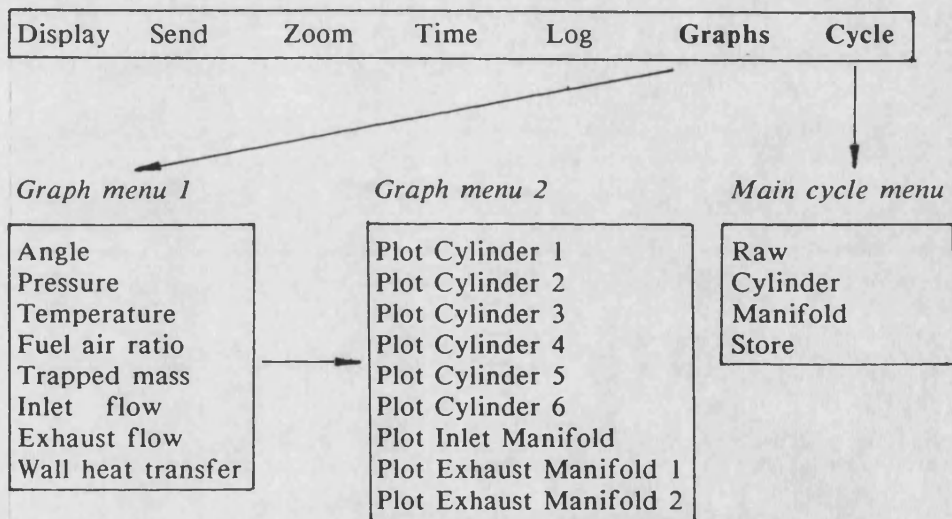 Display Send Zoom Time Log Graphs Cycle
Graph menu 1
Angle
Pressure
Temperature
Fuel air ratio
Trapped mass
Inlet flow
Exhaust flow
Wall heat transfer
Graph menu 2
Plot Cylinder 1
Plot Cylinder 2
Plot Cylinder 3
Plot Cylinder 4
Plot Cylinder 5
Plot Cylinder 6
Plot Inlet Manifold
Plot Exhaust Manifold 1
Plot Exhaust Manifold 2
Main cycle menu
Raw
Cylinder
Manifold
Store